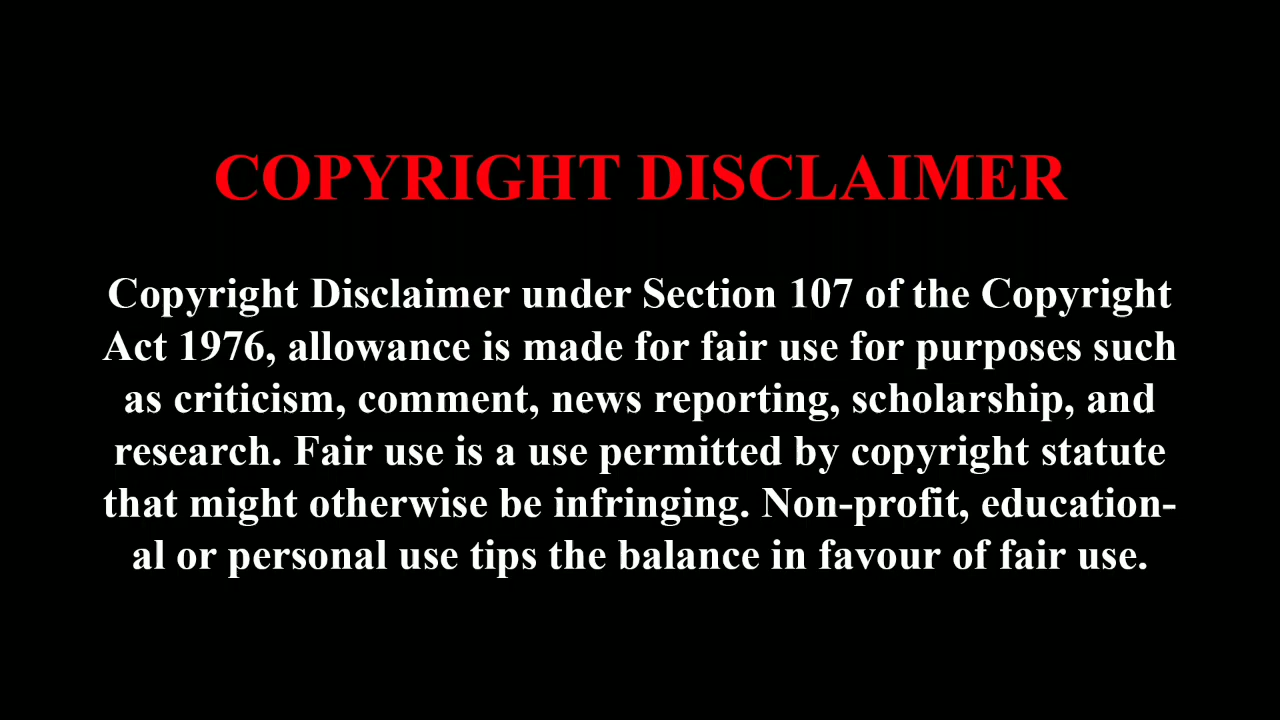 COPYRIGHT DISCLAIMER
Copyright Disclaimer under Section 107 of the Copyright
Act 1976, allowance is made for fair use for purposes such
as criticism, comment, news reporting, scholarship, and
research. Fair use is a use permitted by copyright statute
that might otherwise be infringing. Non-profit, education-
al or personal use tips the balance in favour of fair use.